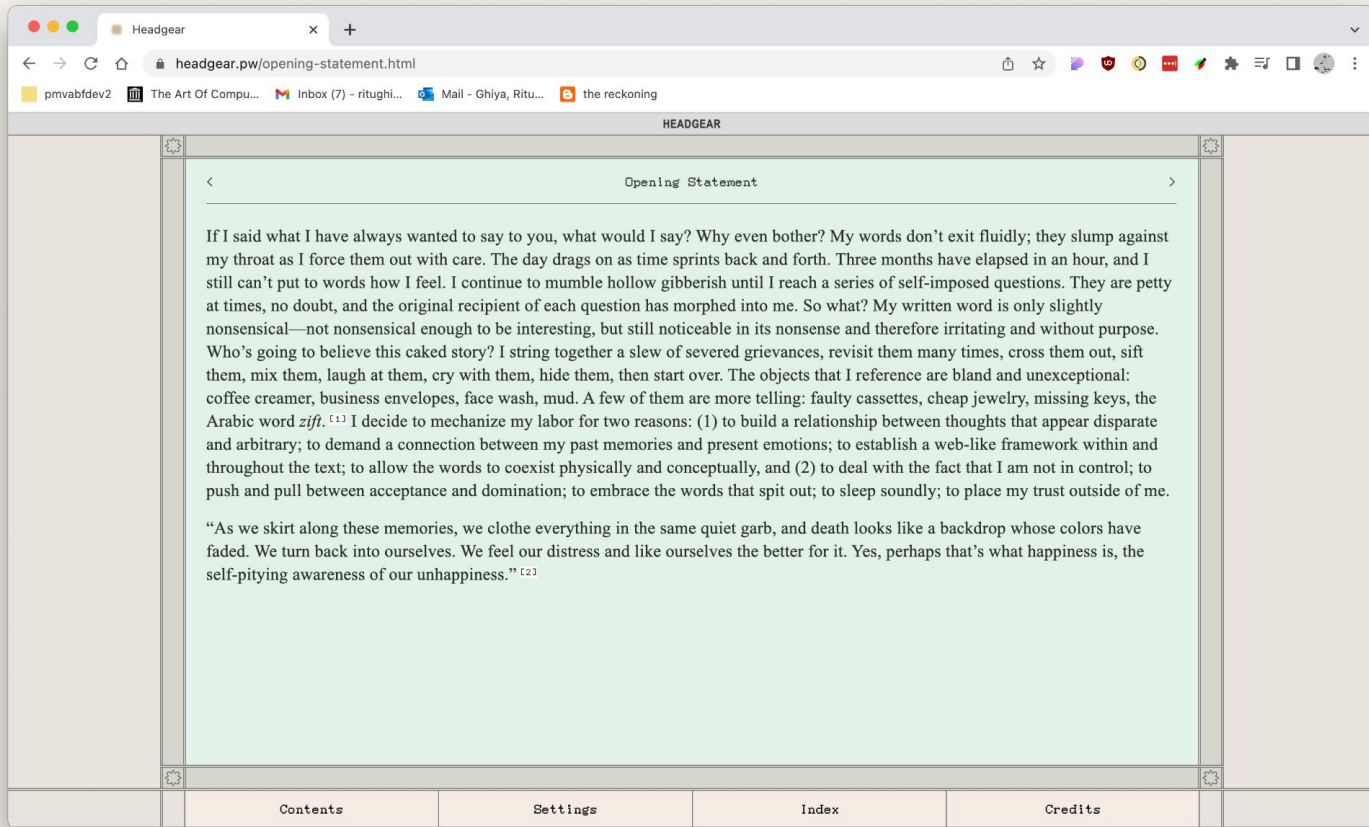 Headgear
headgear.pw/opening-statement.html
pmvabfdev2 The Art Of Compu... Inbox (7) - ritughi... Mail - Ghiya, Ritu... the reckoning
HEADGEAR
< Opening Statement >
If I said what I have always wanted to say to you, what would I say? Why even bother? My words don’t exit fluidly; they slump against
my throat as I force them out with care. The day drags on as time sprints back and forth. Three months have elapsed in an hour, and I
still can’t put to words how I feel. I continue to mumble hollow gibberish until I reach a series of self-imposed questions. They are petty
at times, no doubt, and the original recipient of each question has morphed into me. So what? My written word is only slightly
nonsensical—not nonsensical enough to be interesting, but still noticeable in its nonsense and therefore irritating and without purpose.
Who’s going to believe this caked story? I string together a slew of severed grievances, revisit them many times, cross them out, sift
them, mix them, laugh at them, cry with them, hide them, then start over. The objects that I reference are bland and unexceptional:
coffee creamer, business envelopes, face wash, mud. A few of them are more telling: faulty cassettes, cheap jewelry, missing keys, the
Arabic word zift. [1] I decide to mechanize my labor for two reasons: (1) to build a relationship between thoughts that appear disparate
and arbitrary; to demand a connection between my past memories and present emotions; to establish a web-like framework within and
throughout the text; to allow the words to coexist physically and conceptually, and (2) to deal with the fact that I am not in control; to
push and pull between acceptance and domination; to embrace the words that spit out; to sleep soundly; to place my trust outside of me.
“As we skirt along these memories, we clothe everything in the same quiet garb, and death looks like a backdrop whose colors have
faded. We turn back into ourselves. We feel our distress and like ourselves the better for it. Yes, perhaps that’s what happiness is, the
self-pitying awareness of our unhappiness.” [2]
Contents Settings Index Credits